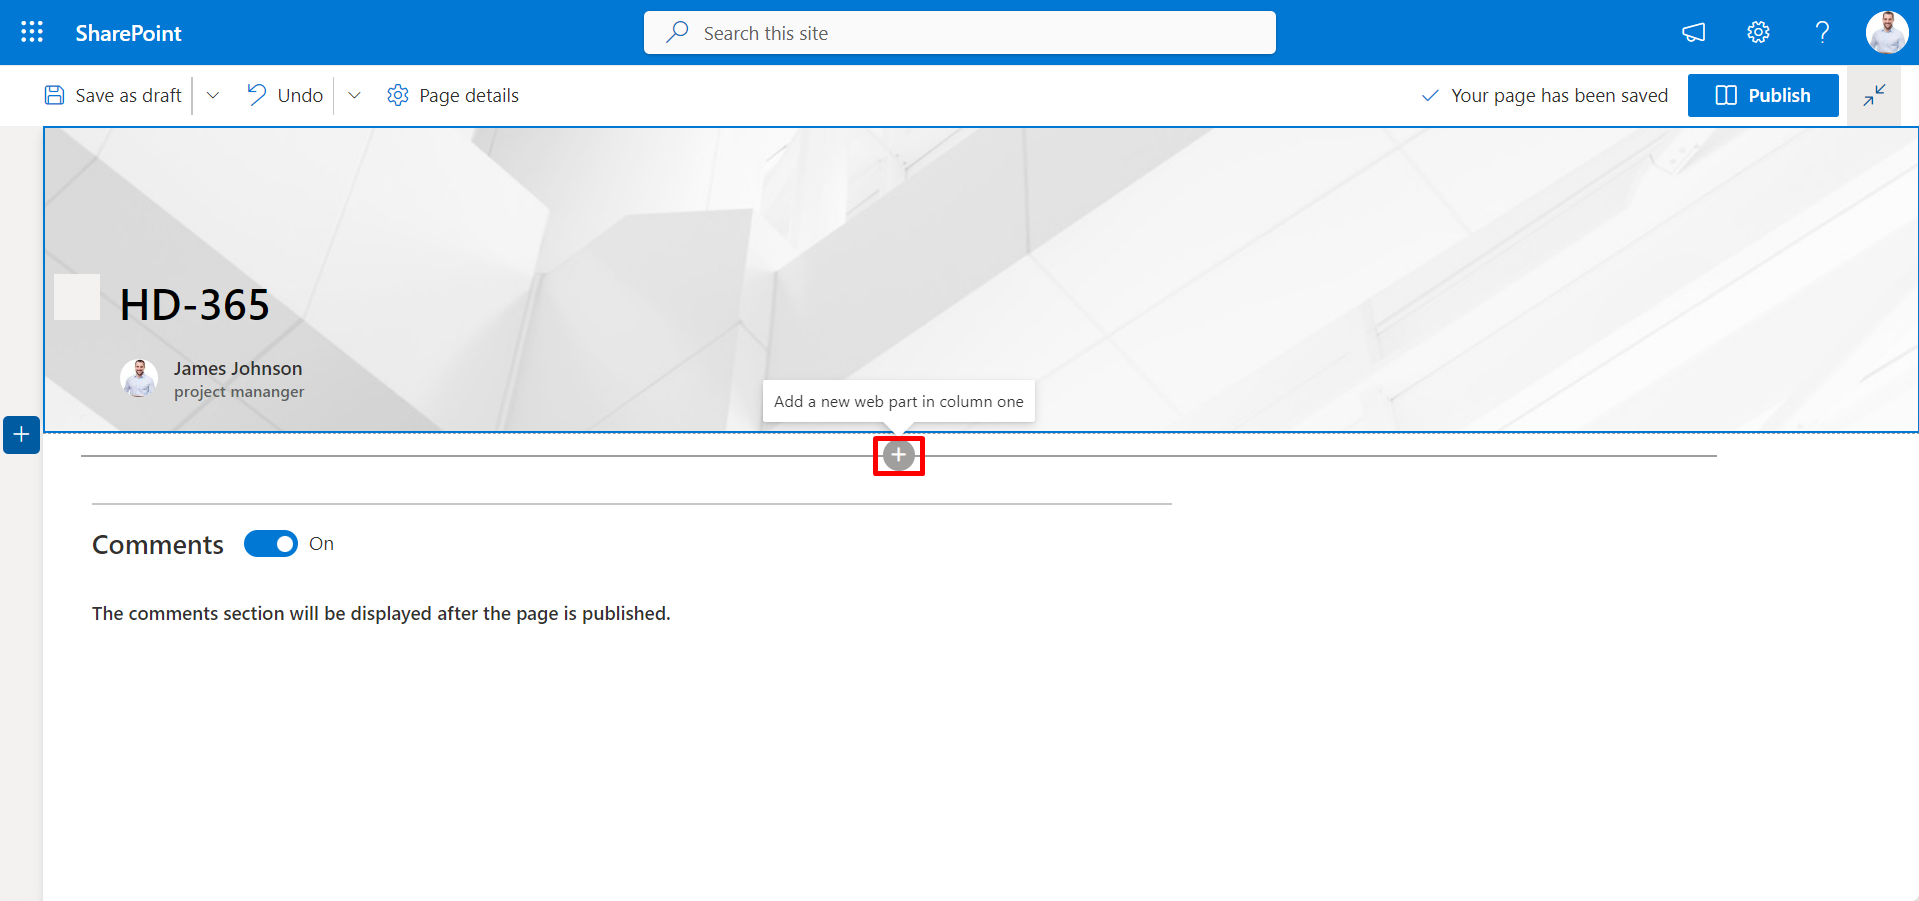 SharePoint
Search this site
Save as draft
Undo
Page details
Your page has been saved
Publish
HD-365
James Johnson
project mananger
Add a new web part in column one
Comments
On
The comments section will be displayed after the page is published.